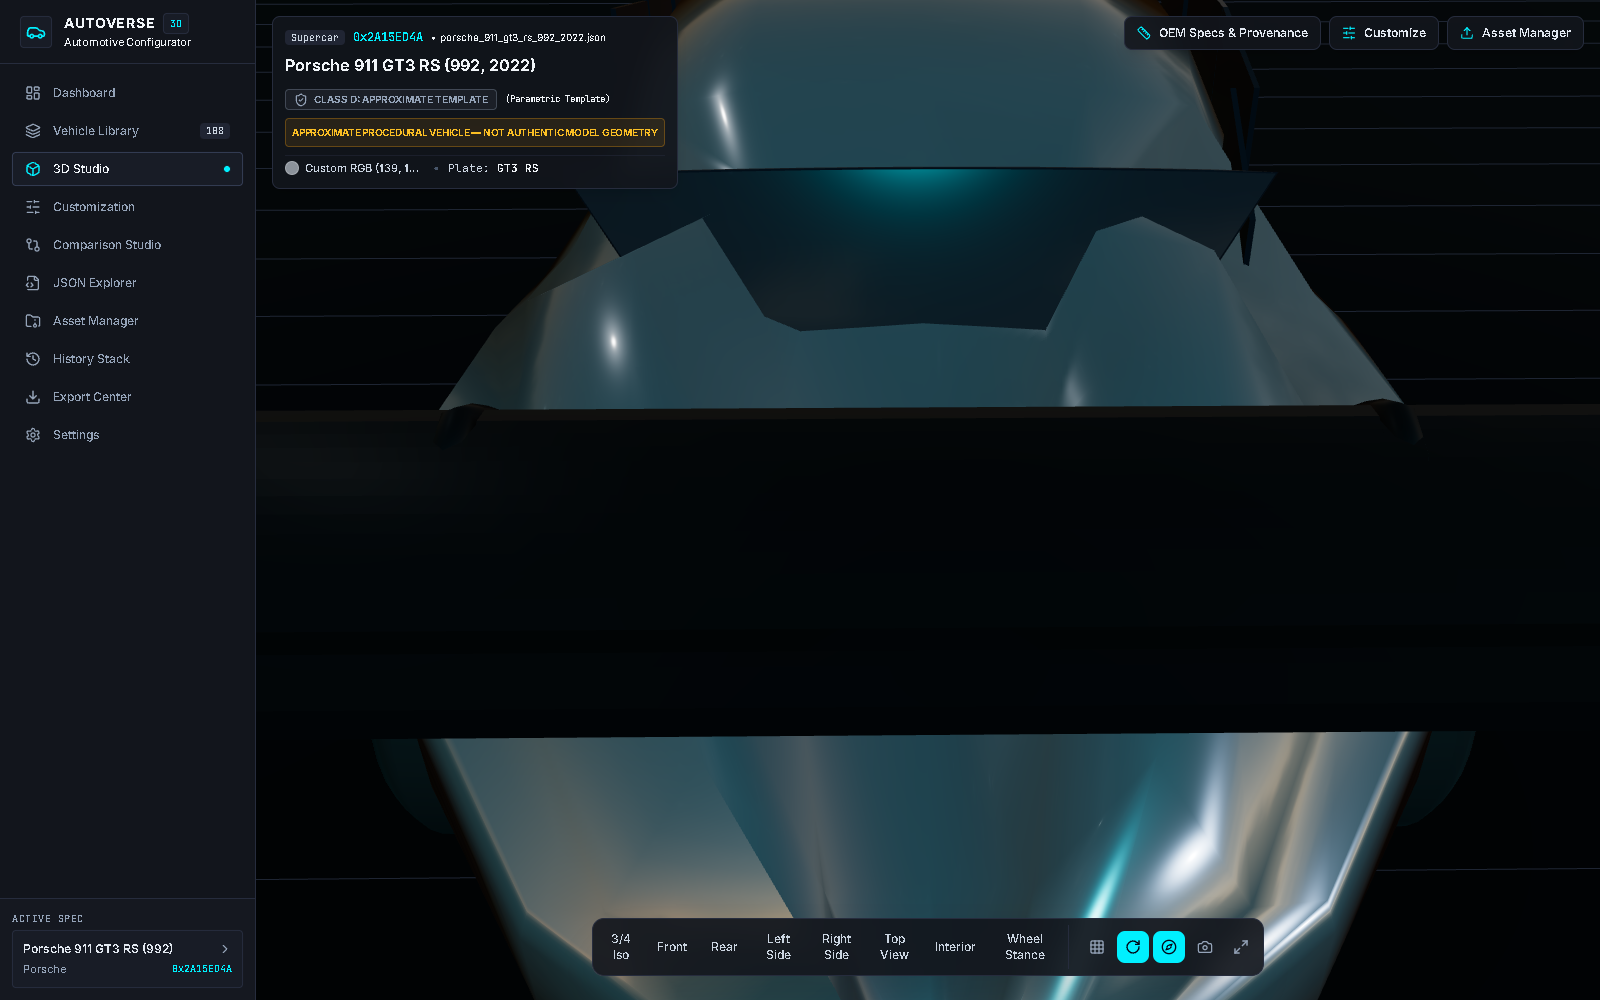 AUTOVERSE 3D
Automotive Configurator
Dashboard
Vehicle Library 188
3D Studio
Customization
Comparison Studio
JSON Explorer
Asset Manager
History Stack
Export Center
Settings
ACTIVE SPEC
Porsche 911 GT3 RS (992)
Porsche 0x2A15ED4A
Supercar 0x2A15ED4A • porsche_911_gt3_rs_992_2022.json
Porsche 911 GT3 RS (992, 2022)
CLASS D: APPROXIMATE TEMPLATE (Parametric Template)
APPROXIMATE PROCEDURAL VEHICLE — NOT AUTHENTIC MODEL GEOMETRY
Custom RGB (139, 1... • Plate: GT3 RS
OEM Specs & Provenance
Customize
Asset Manager
3/4 Iso
Front
Rear
Left Side
Right Side
Top View
Interior
Wheel Stance